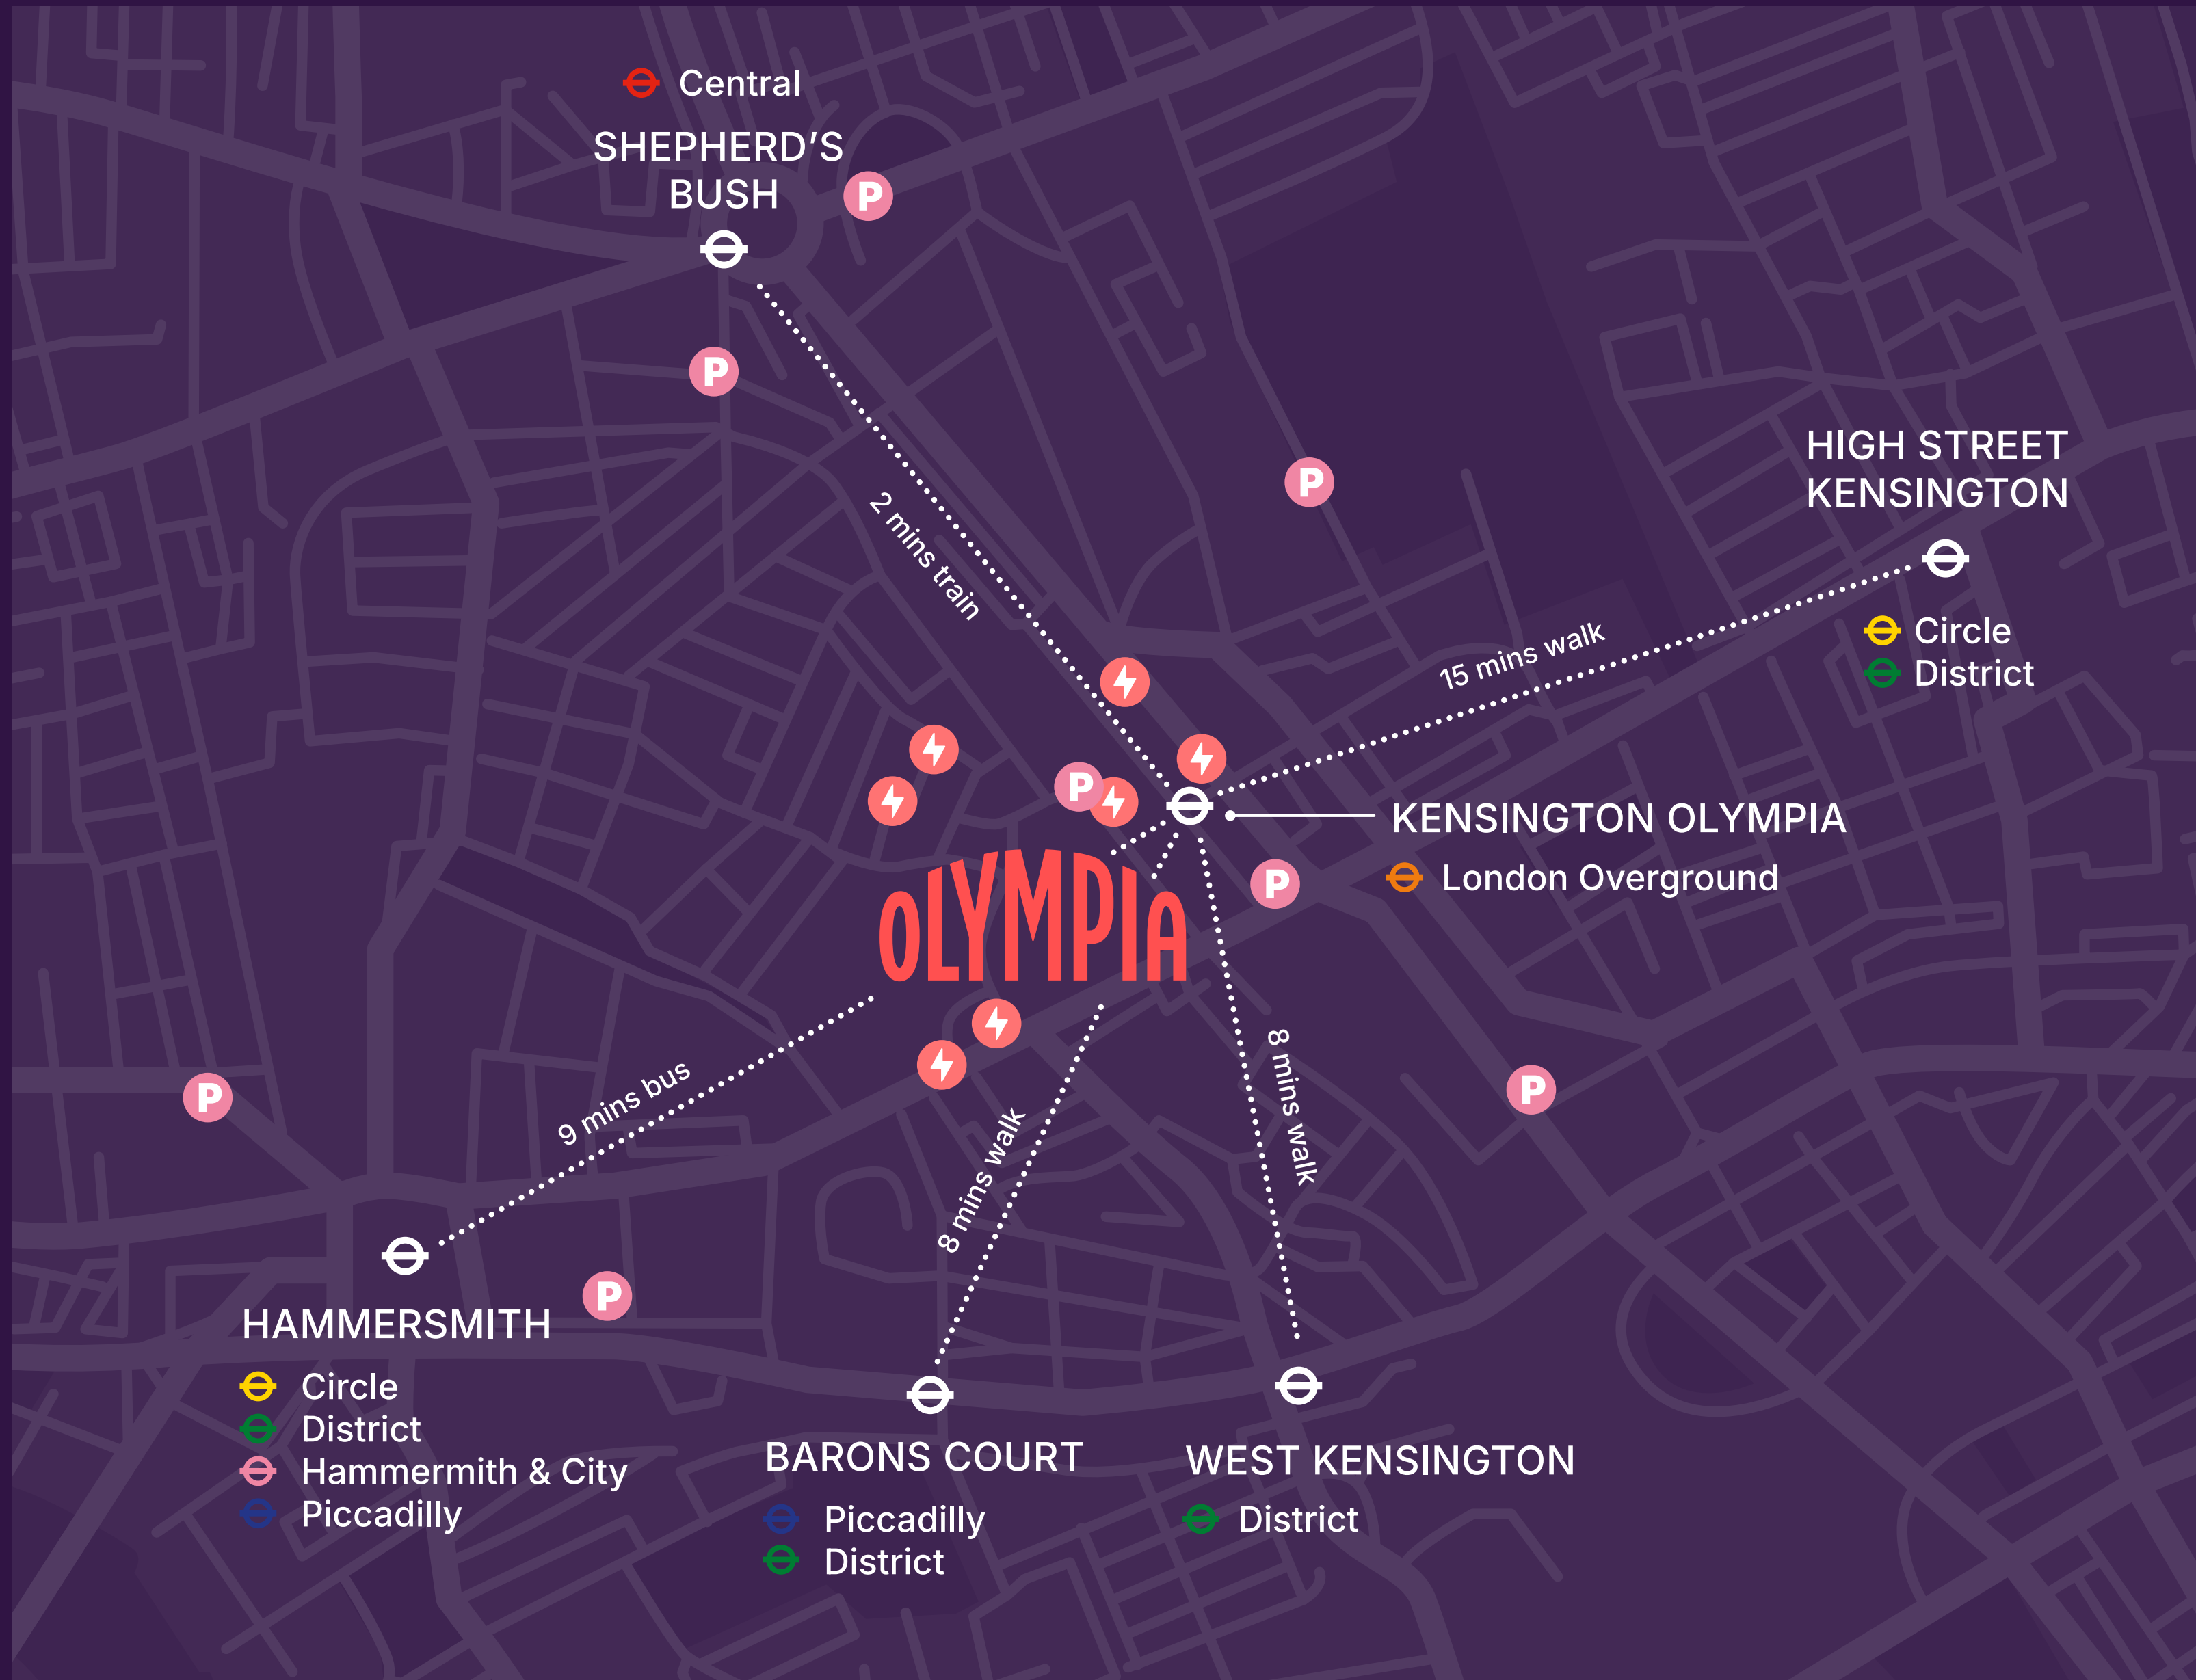 Central
SHEPHERD'S
BUSH
P
P
2 mins train
P
HIGH STREET
KENSINGTON
Circle
District
15 mins walk
P
KENSINGTON OLYMPIA
London Overground
P
OLYMPIA
9 mins bus
8 mins walk
8 mins walk
P
P
P
HAMMERSMITH
Circle
District
Hammermith & City
Piccadilly
BARONS COURT
Piccadilly
District
WEST KENSINGTON
District